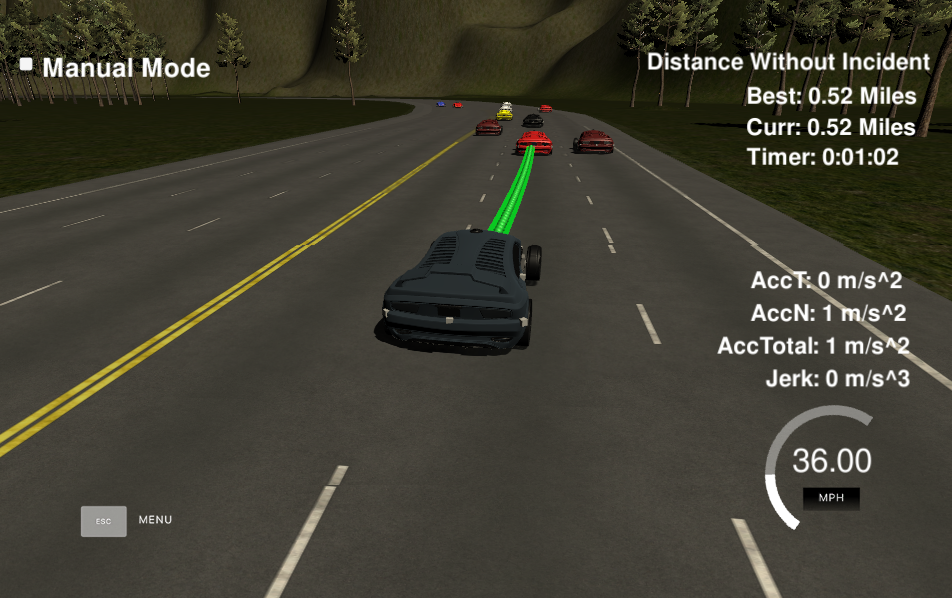 Manual Mode
Distance Without Incident
Best: 0.52 Miles
Curr: 0.52 Miles
Timer: 0:01:02
AccT: 0 m/s^2
AccN: 1 m/s^2
AccTotal: 1 m/s^2
Jerk: 0 m/s^3
36.00
MPH
ESC MENU